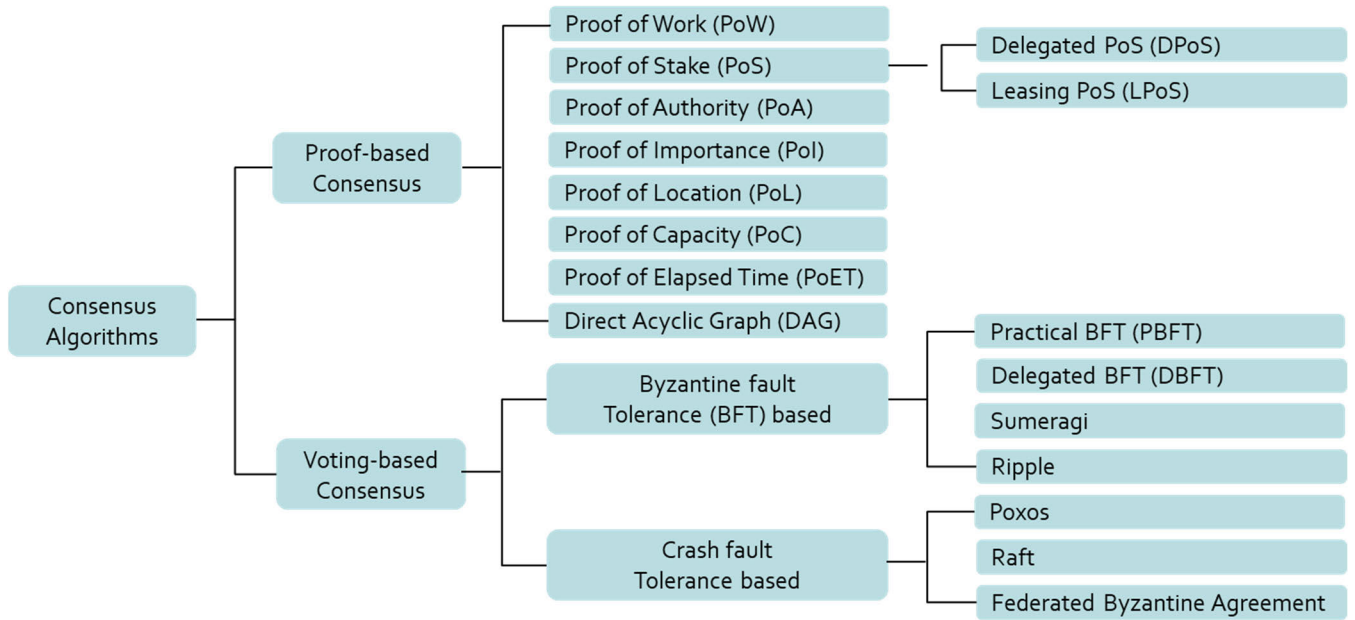 Consensus
Algorithms
Proof-based
Consensus
Proof of Work (PoW)
Proof of Stake (PoS)
Delegated PoS (DPoS)
Leasing PoS (LPoS)
Proof of Authority (PoA)
Proof of Importance (PoI)
Proof of Location (PoL)
Proof of Capacity (PoC)
Proof of Elapsed Time (PoET)
Direct Acyclic Graph (DAG)
Voting-based
Consensus
Byzantine fault
Tolerance (BFT) based
Practical BFT (PBFT)
Delegated BFT (DBFT)
Sumeragi
Ripple
Crash fault
Tolerance based
Poxos
Raft
Federated Byzantine Agreement